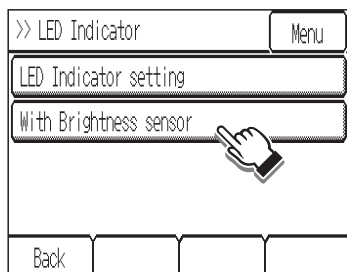 >> LED Indicator
Menu
LED Indicator setting
With Brightness sensor
Back